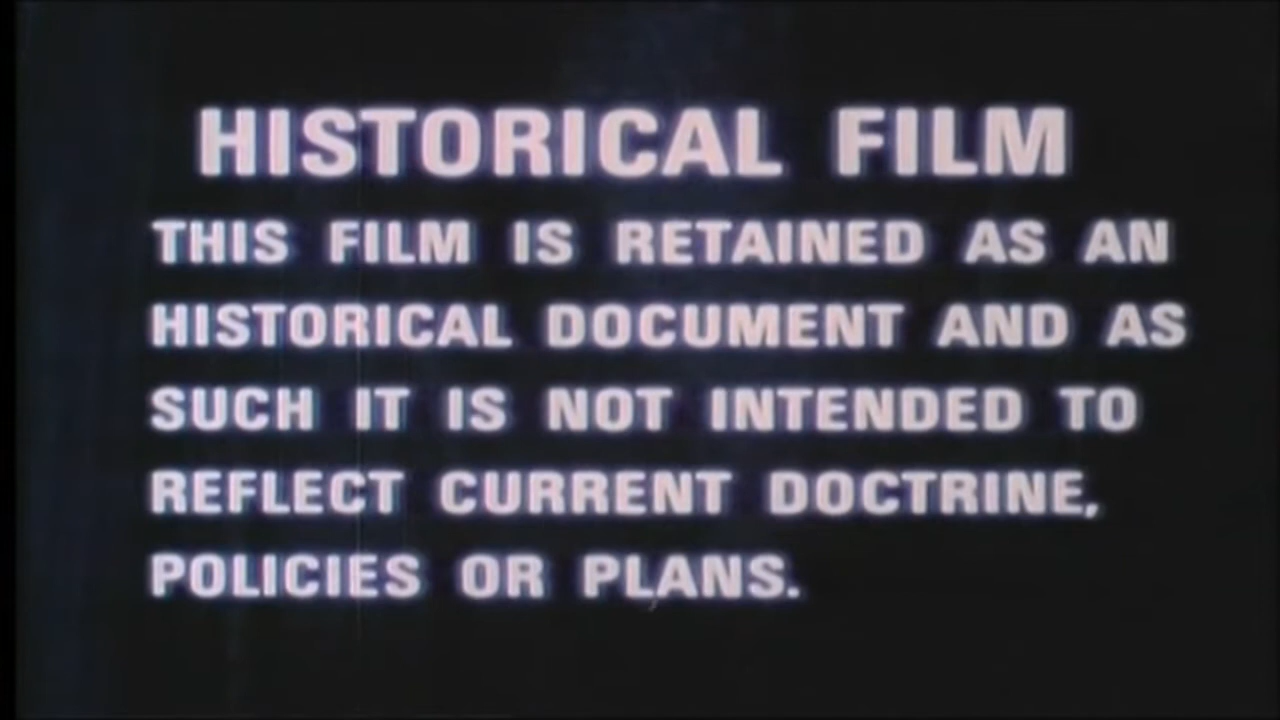 HISTORICAL FILM
THIS FILM IS RETAINED AS AN
HISTORICAL DOCUMENT AND AS
SUCH IT IS NOT INTENDED TO
REFLECT CURRENT DOCTRINE,
POLICIES OR PLANS.